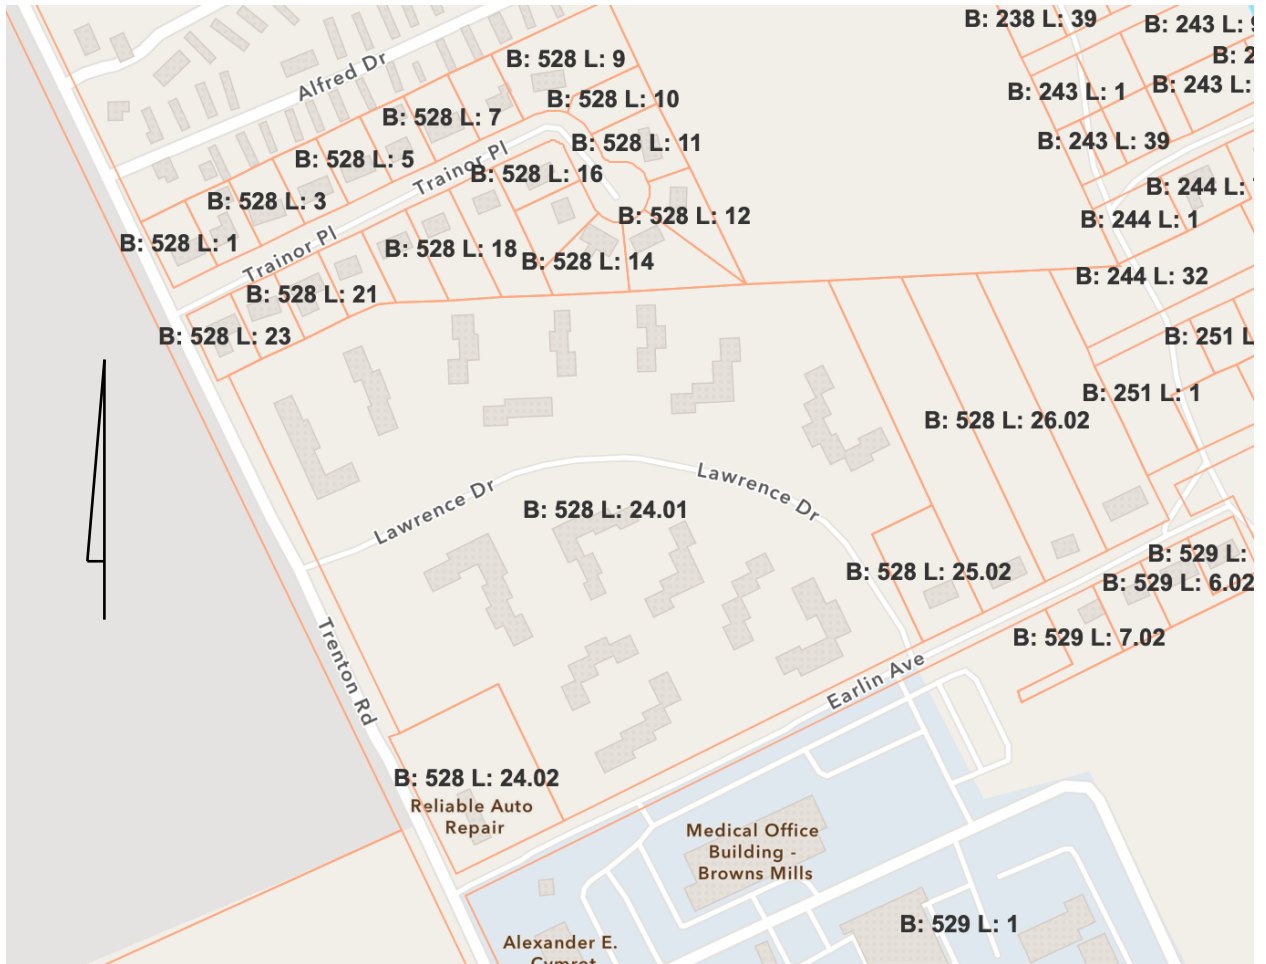 B: 238 L: 39
B: 243 L:
B: 528 L: 9
Alfred Dr
B: 243 L: 1
B: 243 L:
B: 528 L: 10
B: 528 L: 7
B: 243 L: 39
B: 528 L: 11
B: 528 L: 5
Trainor Pl
B: 528 L: 16
B: 244 L:
B: 528 L: 3
B: 528 L: 12
B: 244 L: 1
B: 528 L: 1
Trainor Pl
B: 528 L: 18
B: 528 L: 14
B: 244 L: 32
B: 528 L: 21
B: 528 L: 23
B: 251 L
B: 251 L: 1
B: 528 L: 26.02
Lawrence Dr
Lawrence Dr
B: 528 L: 24.01
B: 529 L:
B: 528 L: 25.02
B: 529 L: 6.02
B: 529 L: 7.02
Trenton Rd
Earlin Ave
B: 528 L: 24.02
Reliable Auto
Repair
Medical Office
Building -
Browns Mills
B: 529 L: 1
Alexander E.